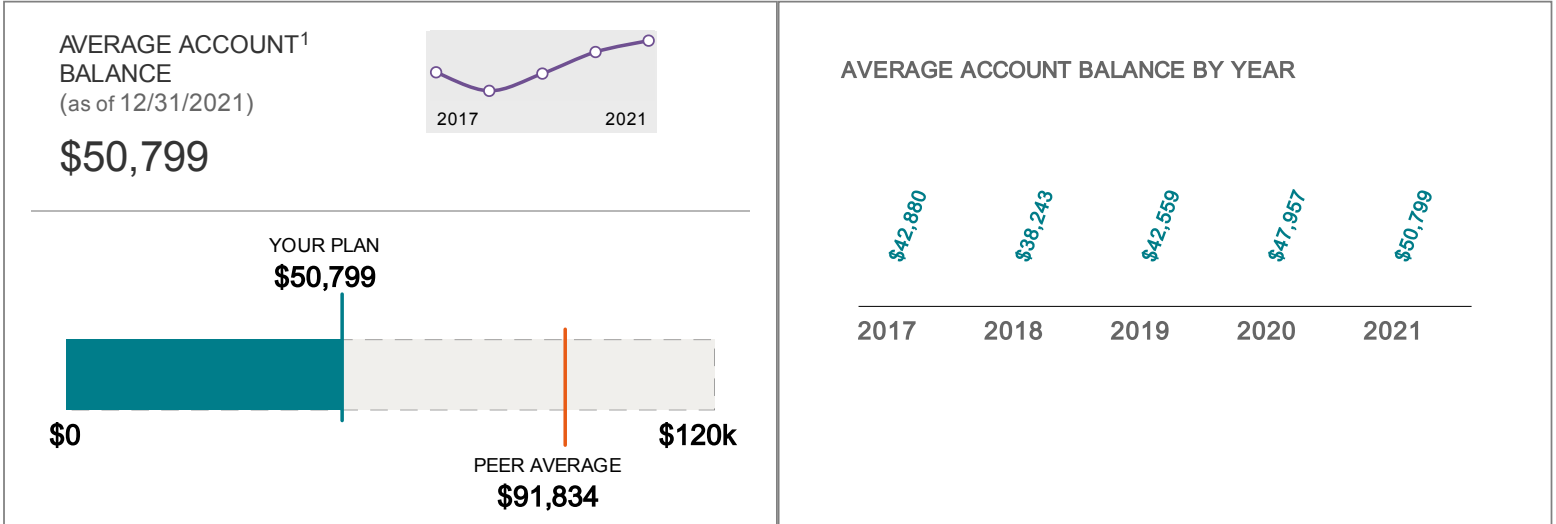 AVERAGE ACCOUNT1
BALANCE
(as of 12/31/2021)
$50,799
2017 2021
YOUR PLAN
$50,799
$0 $120k
PEER AVERAGE
$91,834
AVERAGE ACCOUNT BALANCE BY YEAR
$42,880 $38,243 $42,559 $47,957 $50,799
2017 2018 2019 2020 2021